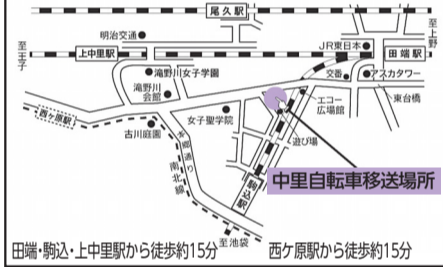 尾久駅
至上野
明治交通
JR東日本
至王子
上中里駅
田端駅
滝野川女子学園
交番
アスカタワー
滝野川
会館
エコー
広場館
東台橋
西ヶ原駅
女子聖学院
古川庭園
本郷通り
遊び場
南北線
駒込駅
中里自転車移送場所
至池袋
田端・駒込・上中里駅から徒歩約15分
西ケ原駅から徒歩約15分